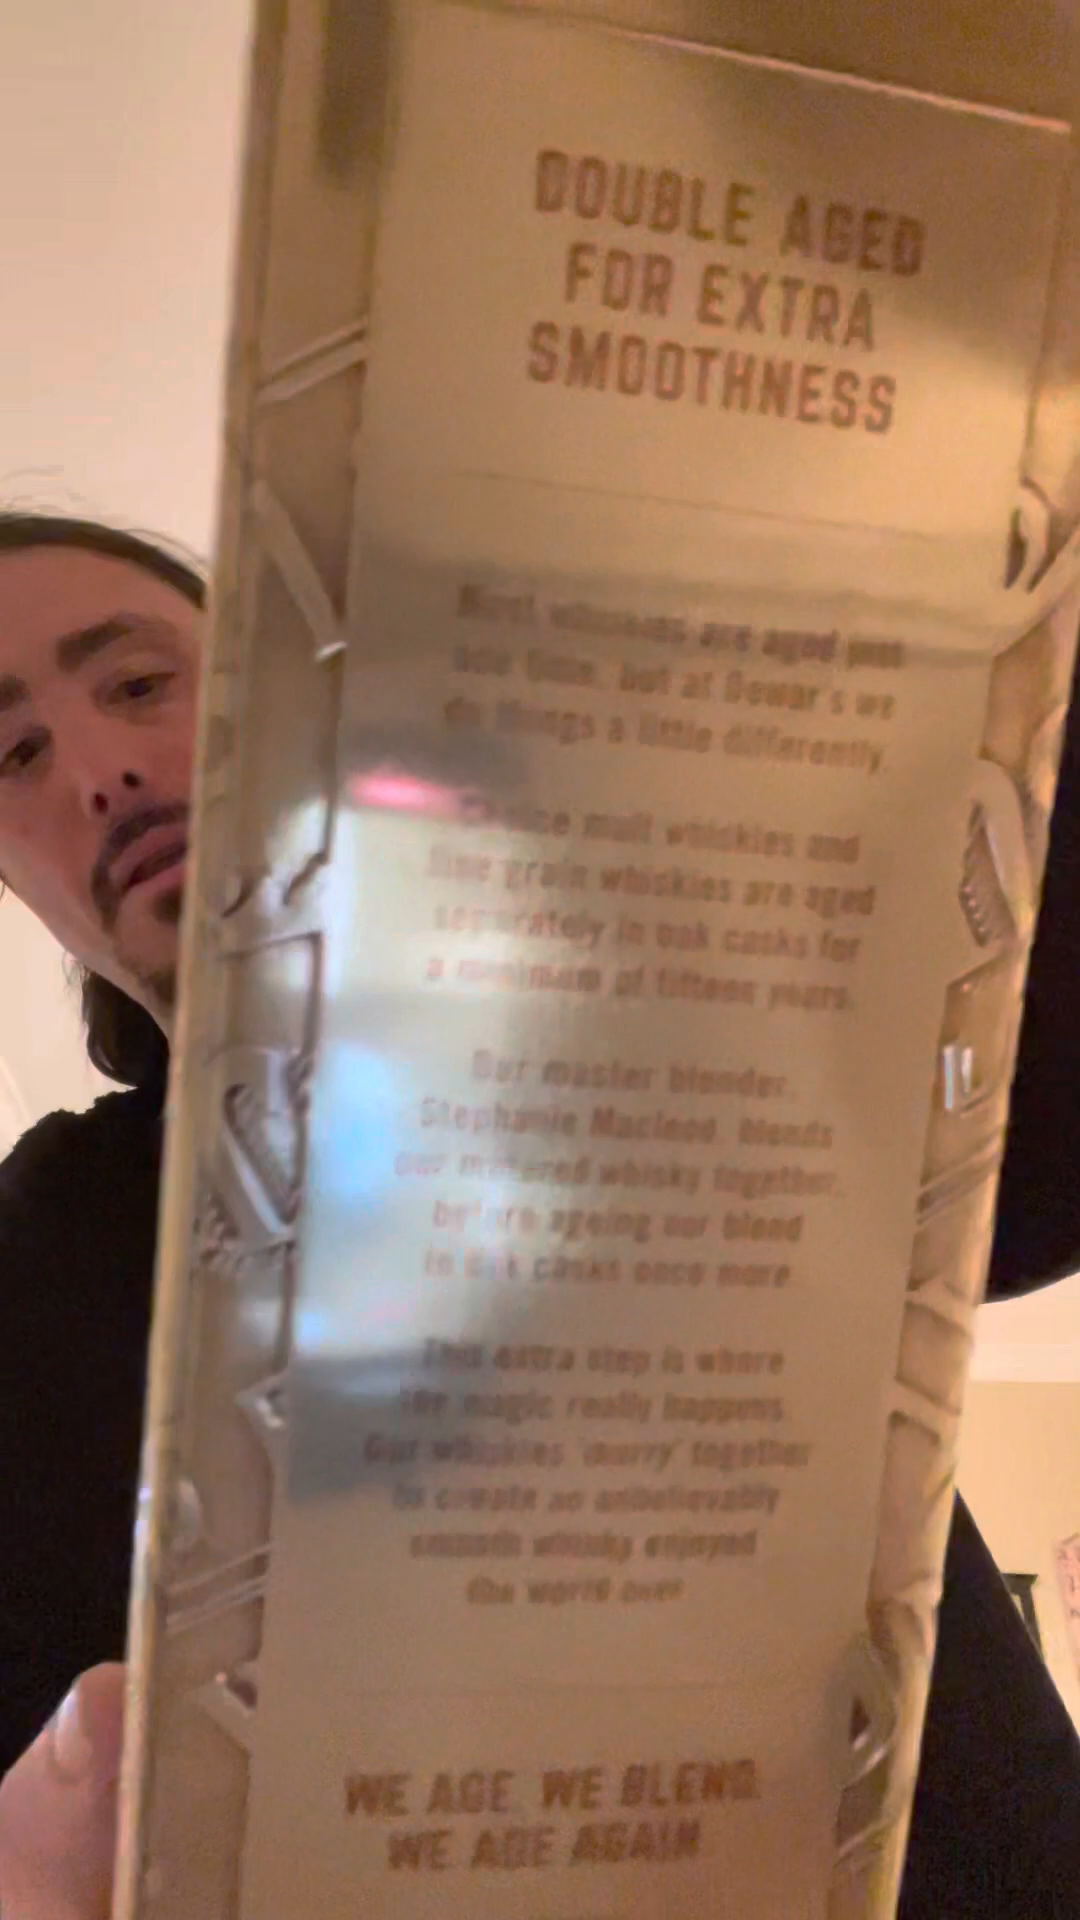 DOUBLE AGED
FOR EXTRA
SMOOTHNESS
Most whiskies are aged just
one time, but at Dewar's we
do things a little differently.
Choice malt whiskies and
fine grain whiskies are aged
separately in oak casks for
a minimum of fifteen years.
Our master blender,
Stephanie Macleod, blends
our matured whisky together,
before ageing our blend
in oak casks once more
This extra step is where
the magic really happens.
Our whiskies 'marry' together
to create an unbelievably
smooth whisky enjoyed
the world over
WE AGE. WE BLEND.
WE AGE AGAIN